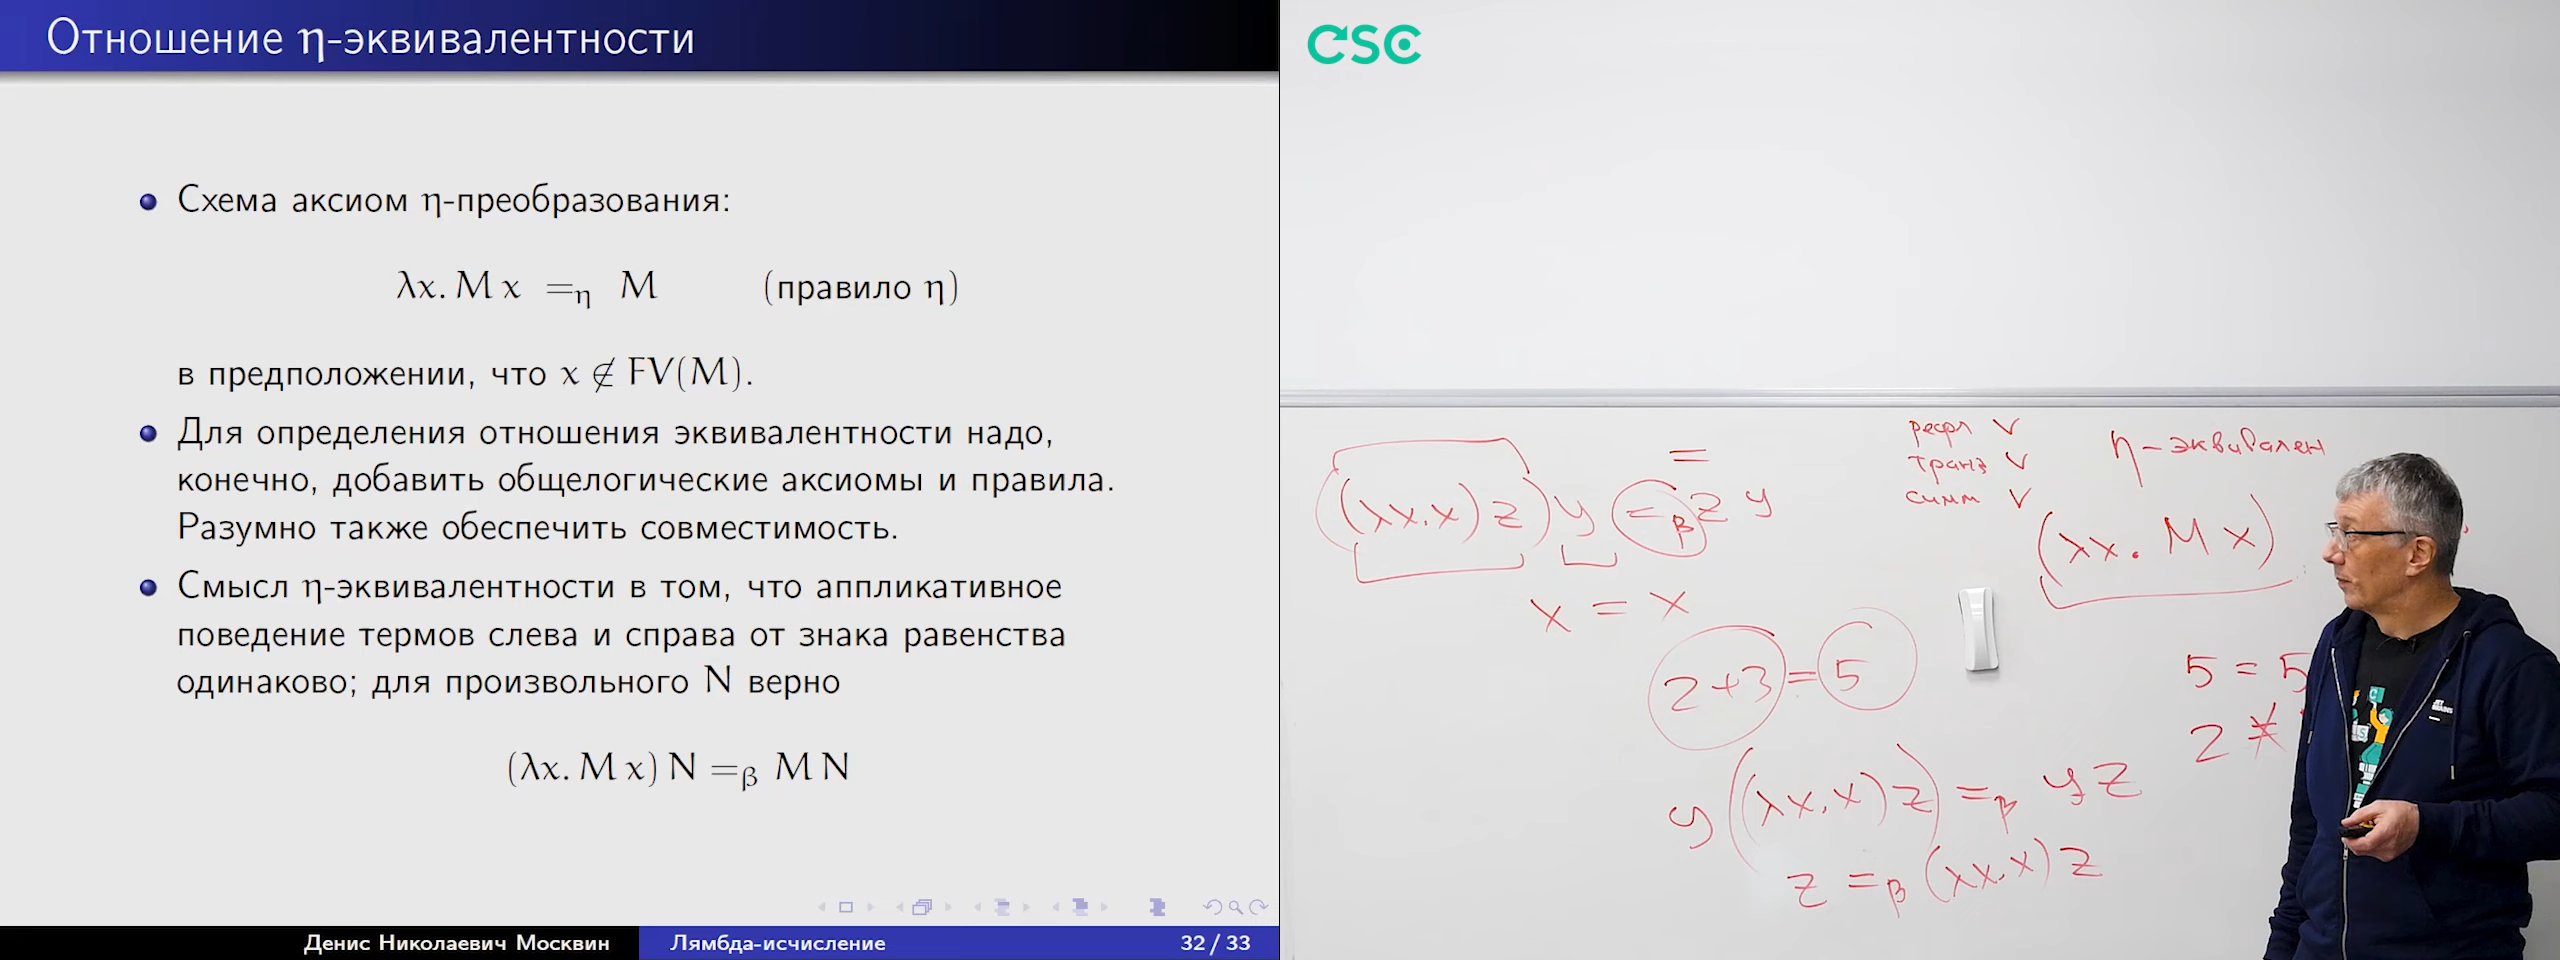 Отношение η-эквивалентности
Схема аксиом η-преобразования:
λx. M x =η M (правило η)
в предположении, что x ∉ FV(M).
Для определения отношения эквивалентности надо,
конечно, добавить общелогические аксиомы и правила.
Разумно также обеспечить совместимость.
Смысл η-эквивалентности в том, что аппликативное
поведение термов слева и справа от знака равенства
одинаково; для произвольного N верно
(λx. M x) N =β M N
Денис Николаевич Москвин
Лямбда-исчисление
32 / 33
CSC
=
((λx.x) z) y =β z y
x = x
2+3 = 5
y ((λx.x) z) =β y z
z =β (λx.x) z
рефл V
транз V
симм V
η-эквивален
(λx. M x)
5 = 5
2
JET
BRAINS